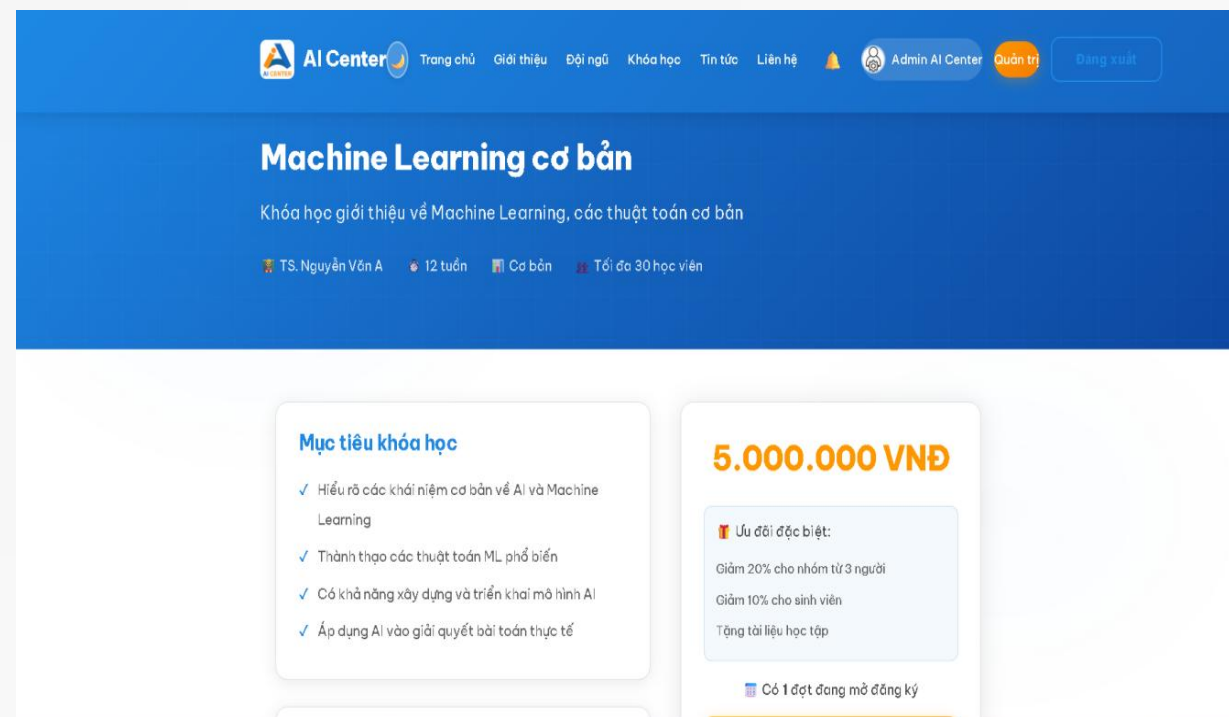 AI CENTER
AI Center
Trang chủ
Giới thiệu
Đội ngũ
Khóa học
Tin tức
Liên hệ
Admin AI Center
Quản trị
Đăng xuất
Machine Learning cơ bản
Khóa học giới thiệu về Machine Learning, các thuật toán cơ bản
TS. Nguyễn Văn A
12 tuần
Cơ bản
Tối đa 30 học viên
Mục tiêu khóa học
✓ Hiểu rõ các khái niệm cơ bản về AI và Machine
Learning
✓ Thành thạo các thuật toán ML phổ biến
✓ Có khả năng xây dựng và triển khai mô hình AI
✓ Áp dụng AI vào giải quyết bài toán thực tế
5.000.000 VNĐ
Ưu đãi đặc biệt:
Giảm 20% cho nhóm từ 3 người
Giảm 10% cho sinh viên
Tặng tài liệu học tập
Có 1 đợt đang mở đăng ký